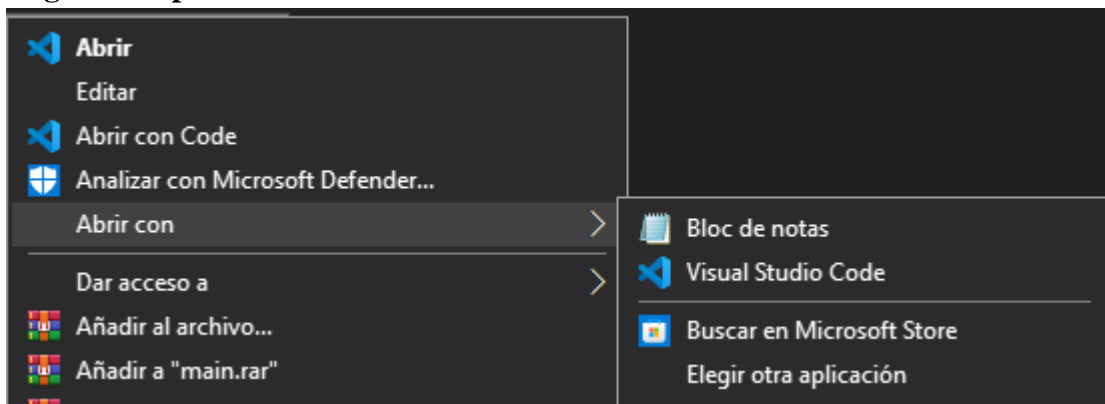 Abrir
Editar
Abrir con Code
Analizar con Microsoft Defender...
Abrir con
Dar acceso a
Añadir al archivo...
Añadir a "main.rar"
Bloc de notas
Visual Studio Code
Buscar en Microsoft Store
Elegir otra aplicación